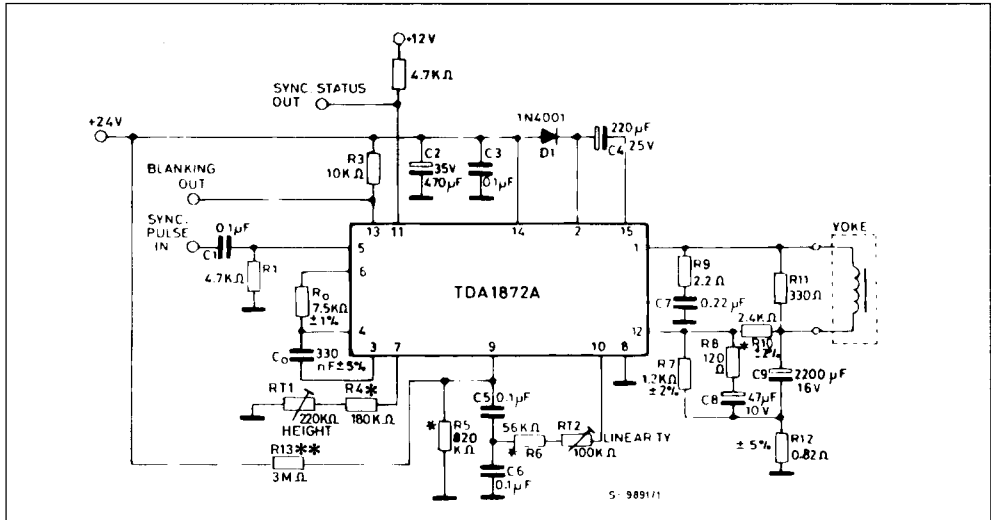 +12V
4.7KΩ
SYNC. STATUS
OUT
+24V
1N4001
D1
220µF
C4
25V
R3
10KΩ
C2
35V
470µF
C3
0.1µF
BLANKING
OUT
SYNC.
PULSE
IN
0.1µF
C1
R1
4.7KΩ
13
11
14
2
15
5
6
4
3
7
9
10
8
1
12
TDA1872A
Ro
7.5KΩ
±1%
Co
330
nF±5%
RT1
220KΩ
HEIGHT
R4*
180KΩ
R13**
3MΩ
*
R5
820
KΩ
C5
0.1µF
56KΩ
*
R6
RT2
100KΩ
LINEARITY
C6
0.1µF
YOKE
R9
2.2Ω
C7
0.22µF
R11
330Ω
2.4KΩ
R10
±2%
R7
1.2KΩ
±2%
R8
*
120
Ω
C8
47µF
10V
C9
2200µF
16V
±5%
R12
0.82Ω
S-9891/1